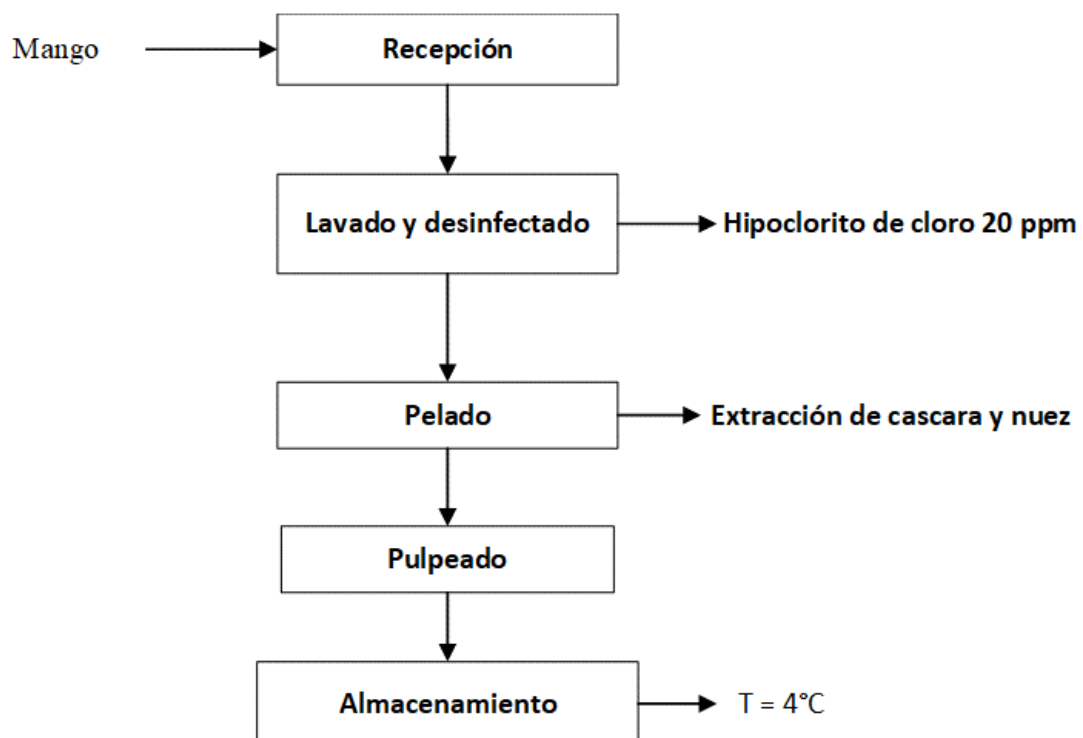 Mango
Recepción
Lavado y desinfectado
Hipoclorito de cloro 20 ppm
Pelado
Extracción de cascara y nuez
Pulpeado
Almacenamiento
T = 4°C